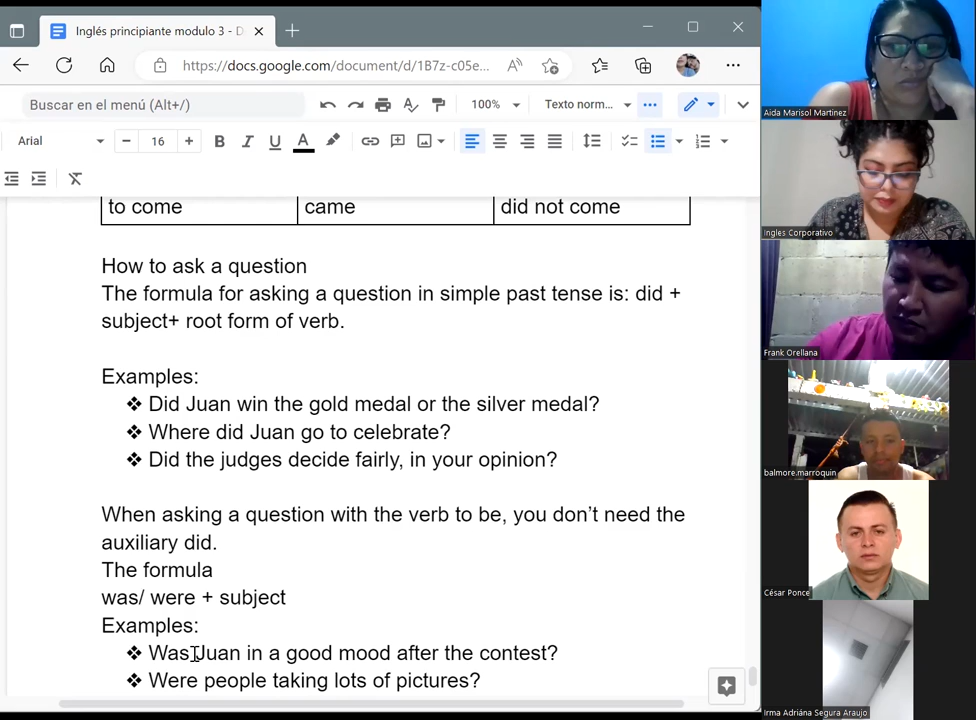 Inglés principiante modulo 3 - D
https://docs.google.com/document/d/1B7z-c05e...
Buscar en el menú (Alt+/)
100%
Texto norm...
Arial
16
to come
came
did not come
How to ask a question
The formula for asking a question in simple past tense is: did +
subject+ root form of verb.
Examples:
❖ Did Juan win the gold medal or the silver medal?
❖ Where did Juan go to celebrate?
❖ Did the judges decide fairly, in your opinion?
When asking a question with the verb to be, you don’t need the
auxiliary did.
The formula
was/ were + subject
Examples:
❖ Was Juan in a good mood after the contest?
❖ Were people taking lots of pictures?
Aida Marisol Martinez
Ingles Corporativo
Frank Orellana
balmore.marroquin
César Ponce
Irma Adriána Segura Araujo